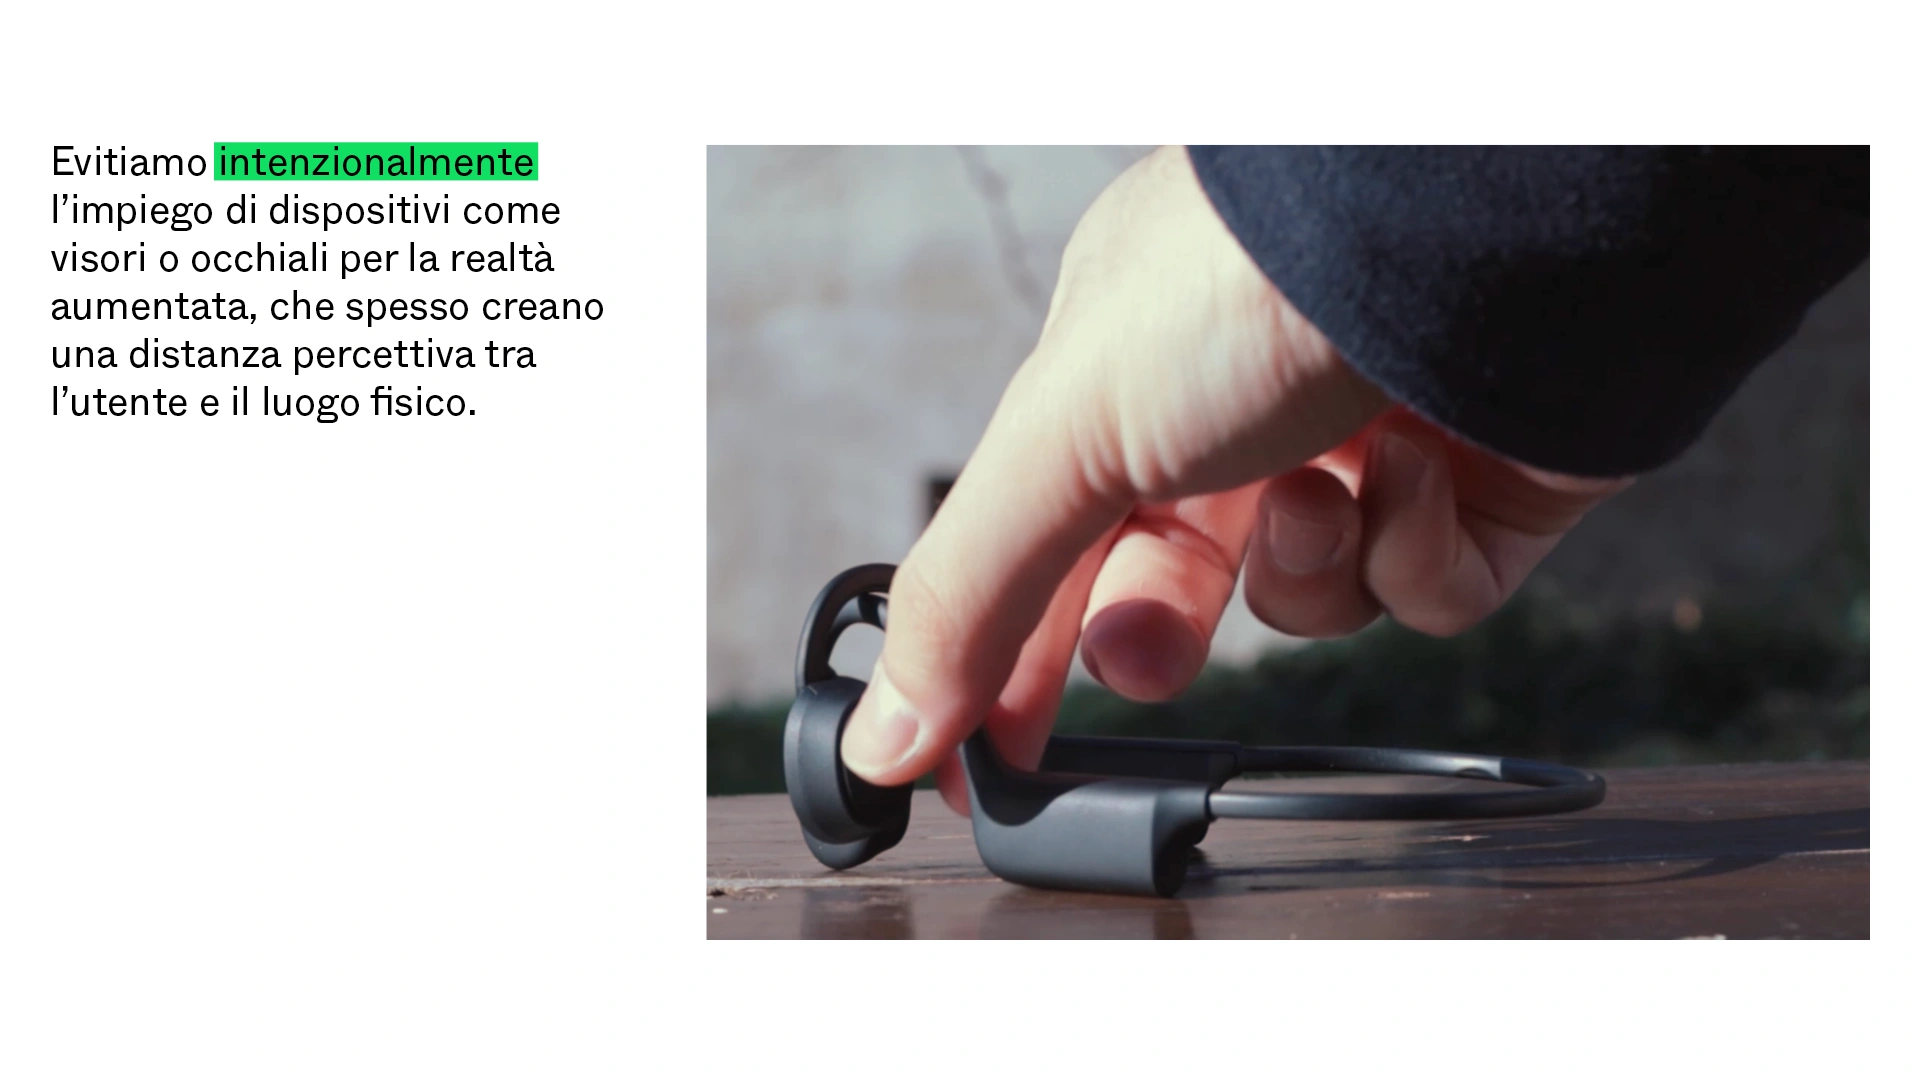 Evitiamo intenzionalmente
l’impiego di dispositivi come
visori o occhiali per la realtà
aumentata, che spesso creano
una distanza percettiva tra
l’utente e il luogo fisico.